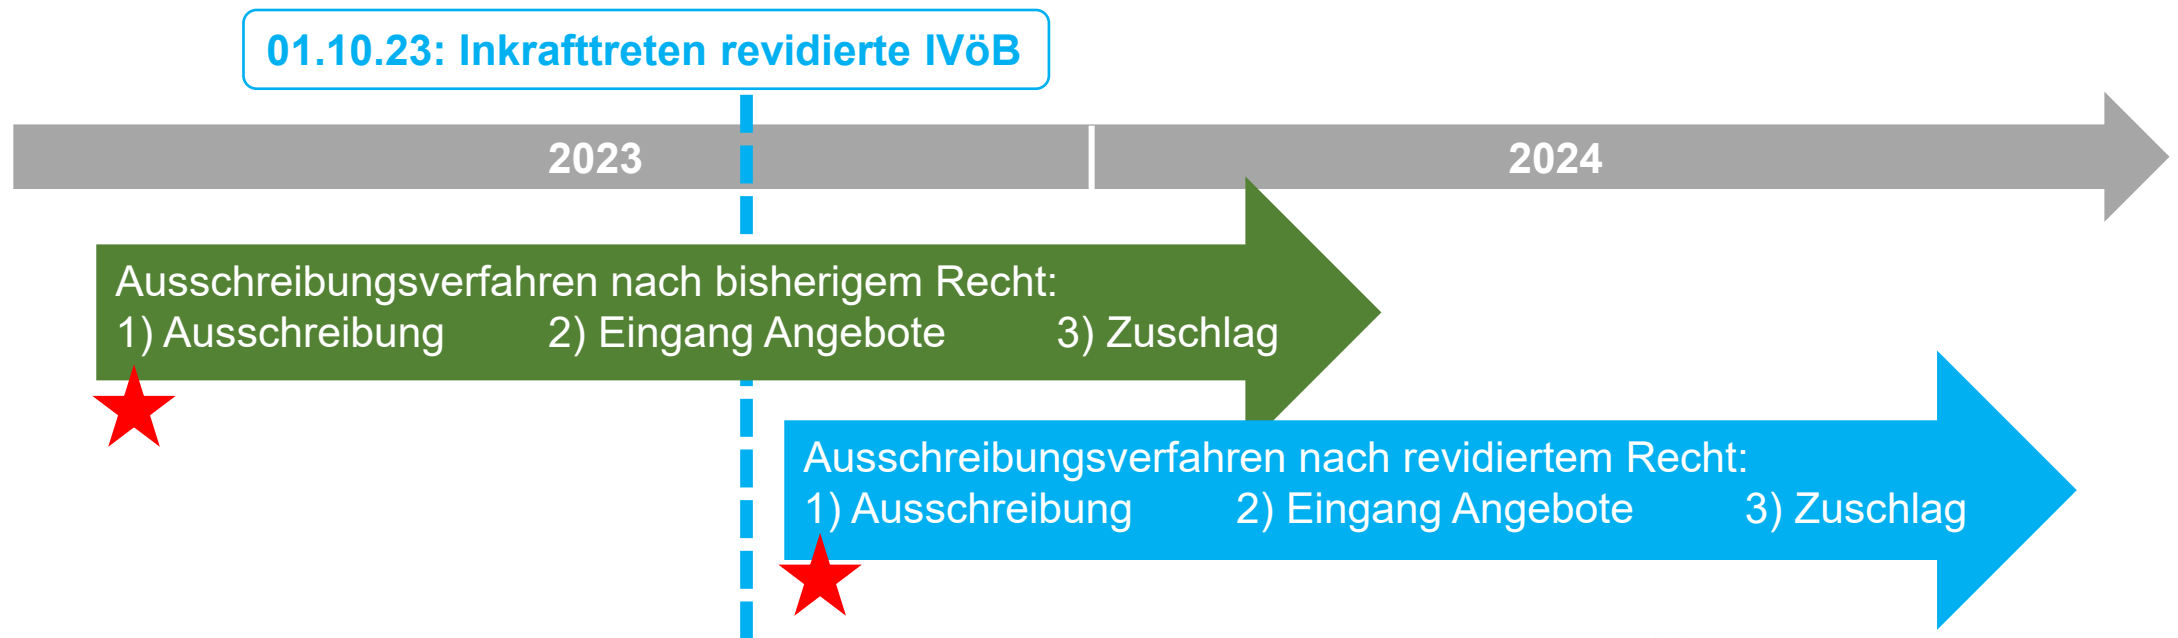 01.10.23: Inkrafttreten revidierte IVöB
2023 2024
Ausschreibungsverfahren nach bisherigem Recht:
1) Ausschreibung 2) Eingang Angebote 3) Zuschlag
Ausschreibungsverfahren nach revidiertem Recht:
1) Ausschreibung 2) Eingang Angebote 3) Zuschlag